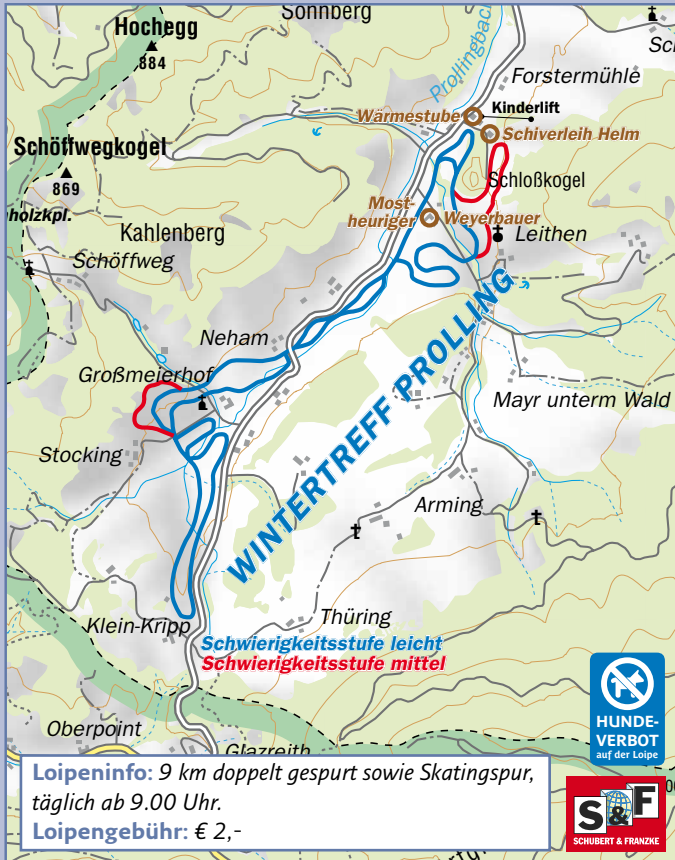 Sonnberg
Hochegg
884
Prollingbach
Forstermühle
Wärmestube
Kinderlift
Schiverleih Helm
Schöffwegkogel
869
Schloßkogel
holzkpl.
Most-
heuriger
Weyerbauer
Leithen
Kahlenberg
Schöffweg
Neham
Großmeierhof
WINTERTREFF PROLLING
Mayr unterm Wald
Stocking
Arming
Klein-Kripp
Thüring
Schwierigkeitsstufe leicht
Schwierigkeitsstufe mittel
HUNDE-
VERBOT
auf der Loipe
Oberpoint
Glazreith
Loipeninfo: 9 km doppelt gespurt sowie Skatingspur,
täglich ab 9.00 Uhr.
Loipengebühr: € 2,-
S&F
SCHUBERT & FRANZKE